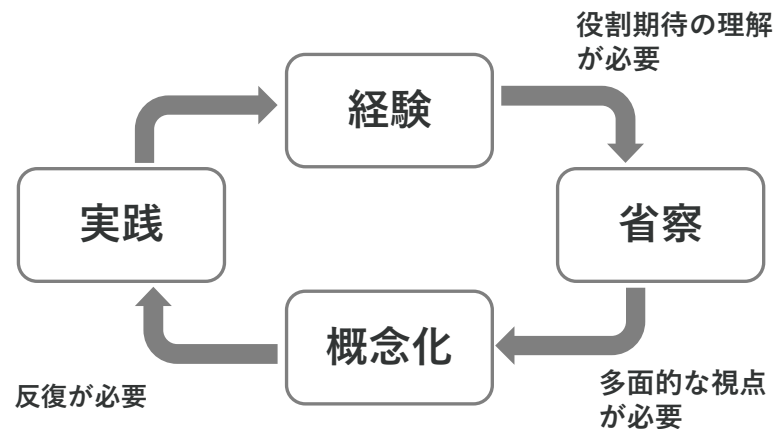 役割期待の理解
が必要
経験
実践
省察
概念化
反復が必要
多面的な視点
が必要